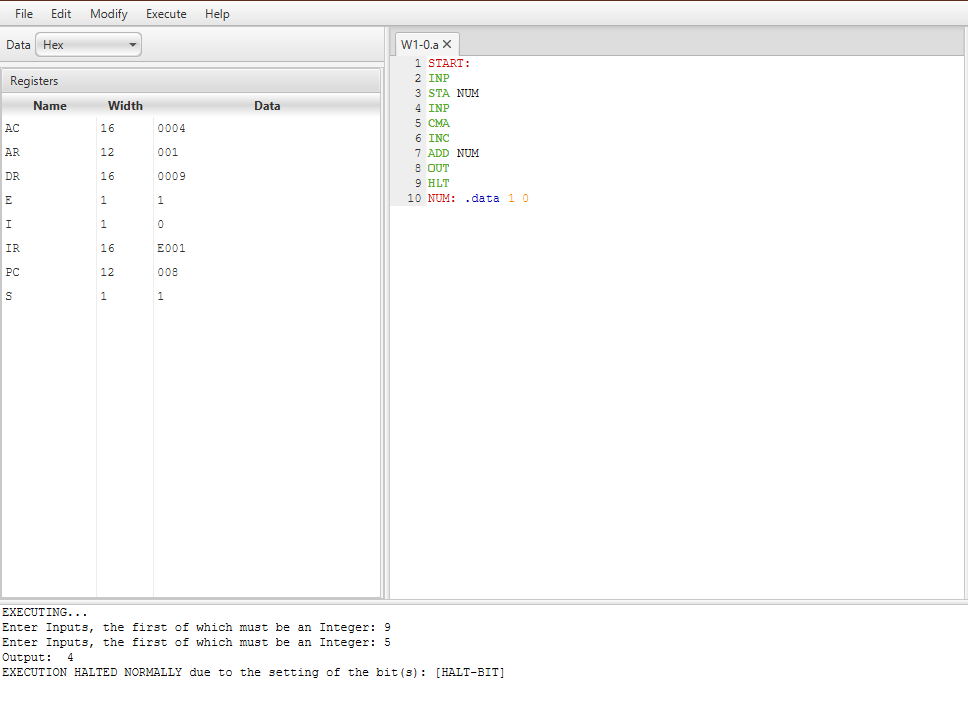 File Edit Modify Execute Help
Data Hex
W1-0.a
Registers
Name Width Data
AC 16 0004
AR 12 001
DR 16 0009
E 1 1
I 1 0
IR 16 E001
PC 12 008
S 1 1
1 START:
2 INP
3 STA NUM
4 INP
5 CMA
6 INC
7 ADD NUM
8 OUT
9 HLT
10 NUM: .data 1 0
EXECUTING...
Enter Inputs, the first of which must be an Integer: 9
Enter Inputs, the first of which must be an Integer: 5
Output: 4
EXECUTION HALTED NORMALLY due to the setting of the bit(s): [HALT-BIT]